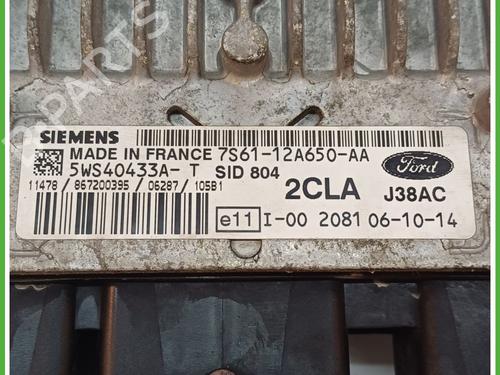 PARTS
SIEMENS
MADE IN FRANCE 7S61-12A650-AA
5WS40433A- T SID 804
11478 / 867200395 / 06287 / 105B1
2CLA
Ford
J38AC
e11 I-00 2081 06-10-14